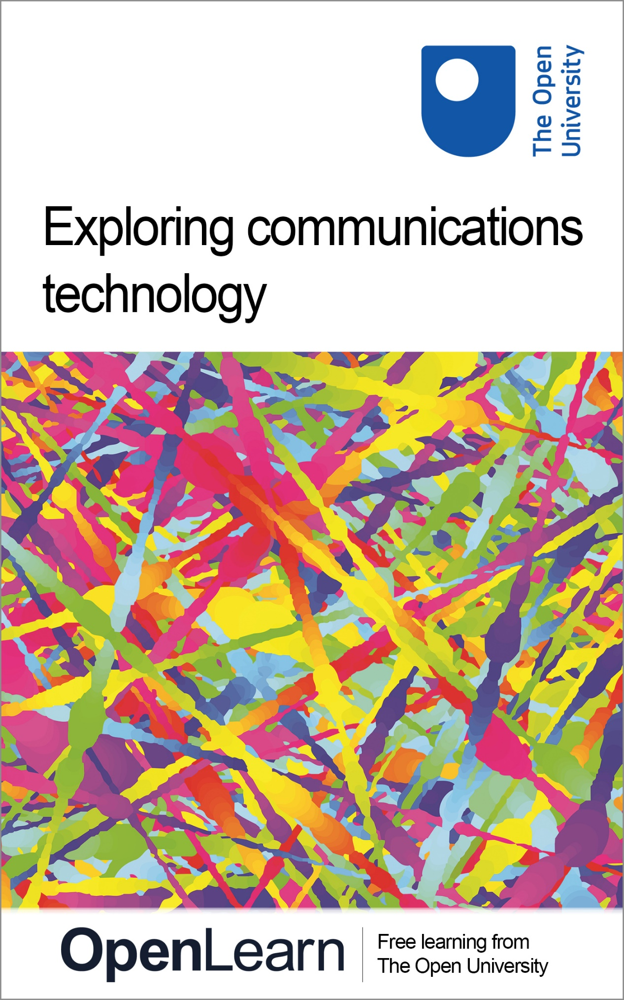 The Open
University
Exploring communications
technology
OpenLearn
Free learning from
The Open University